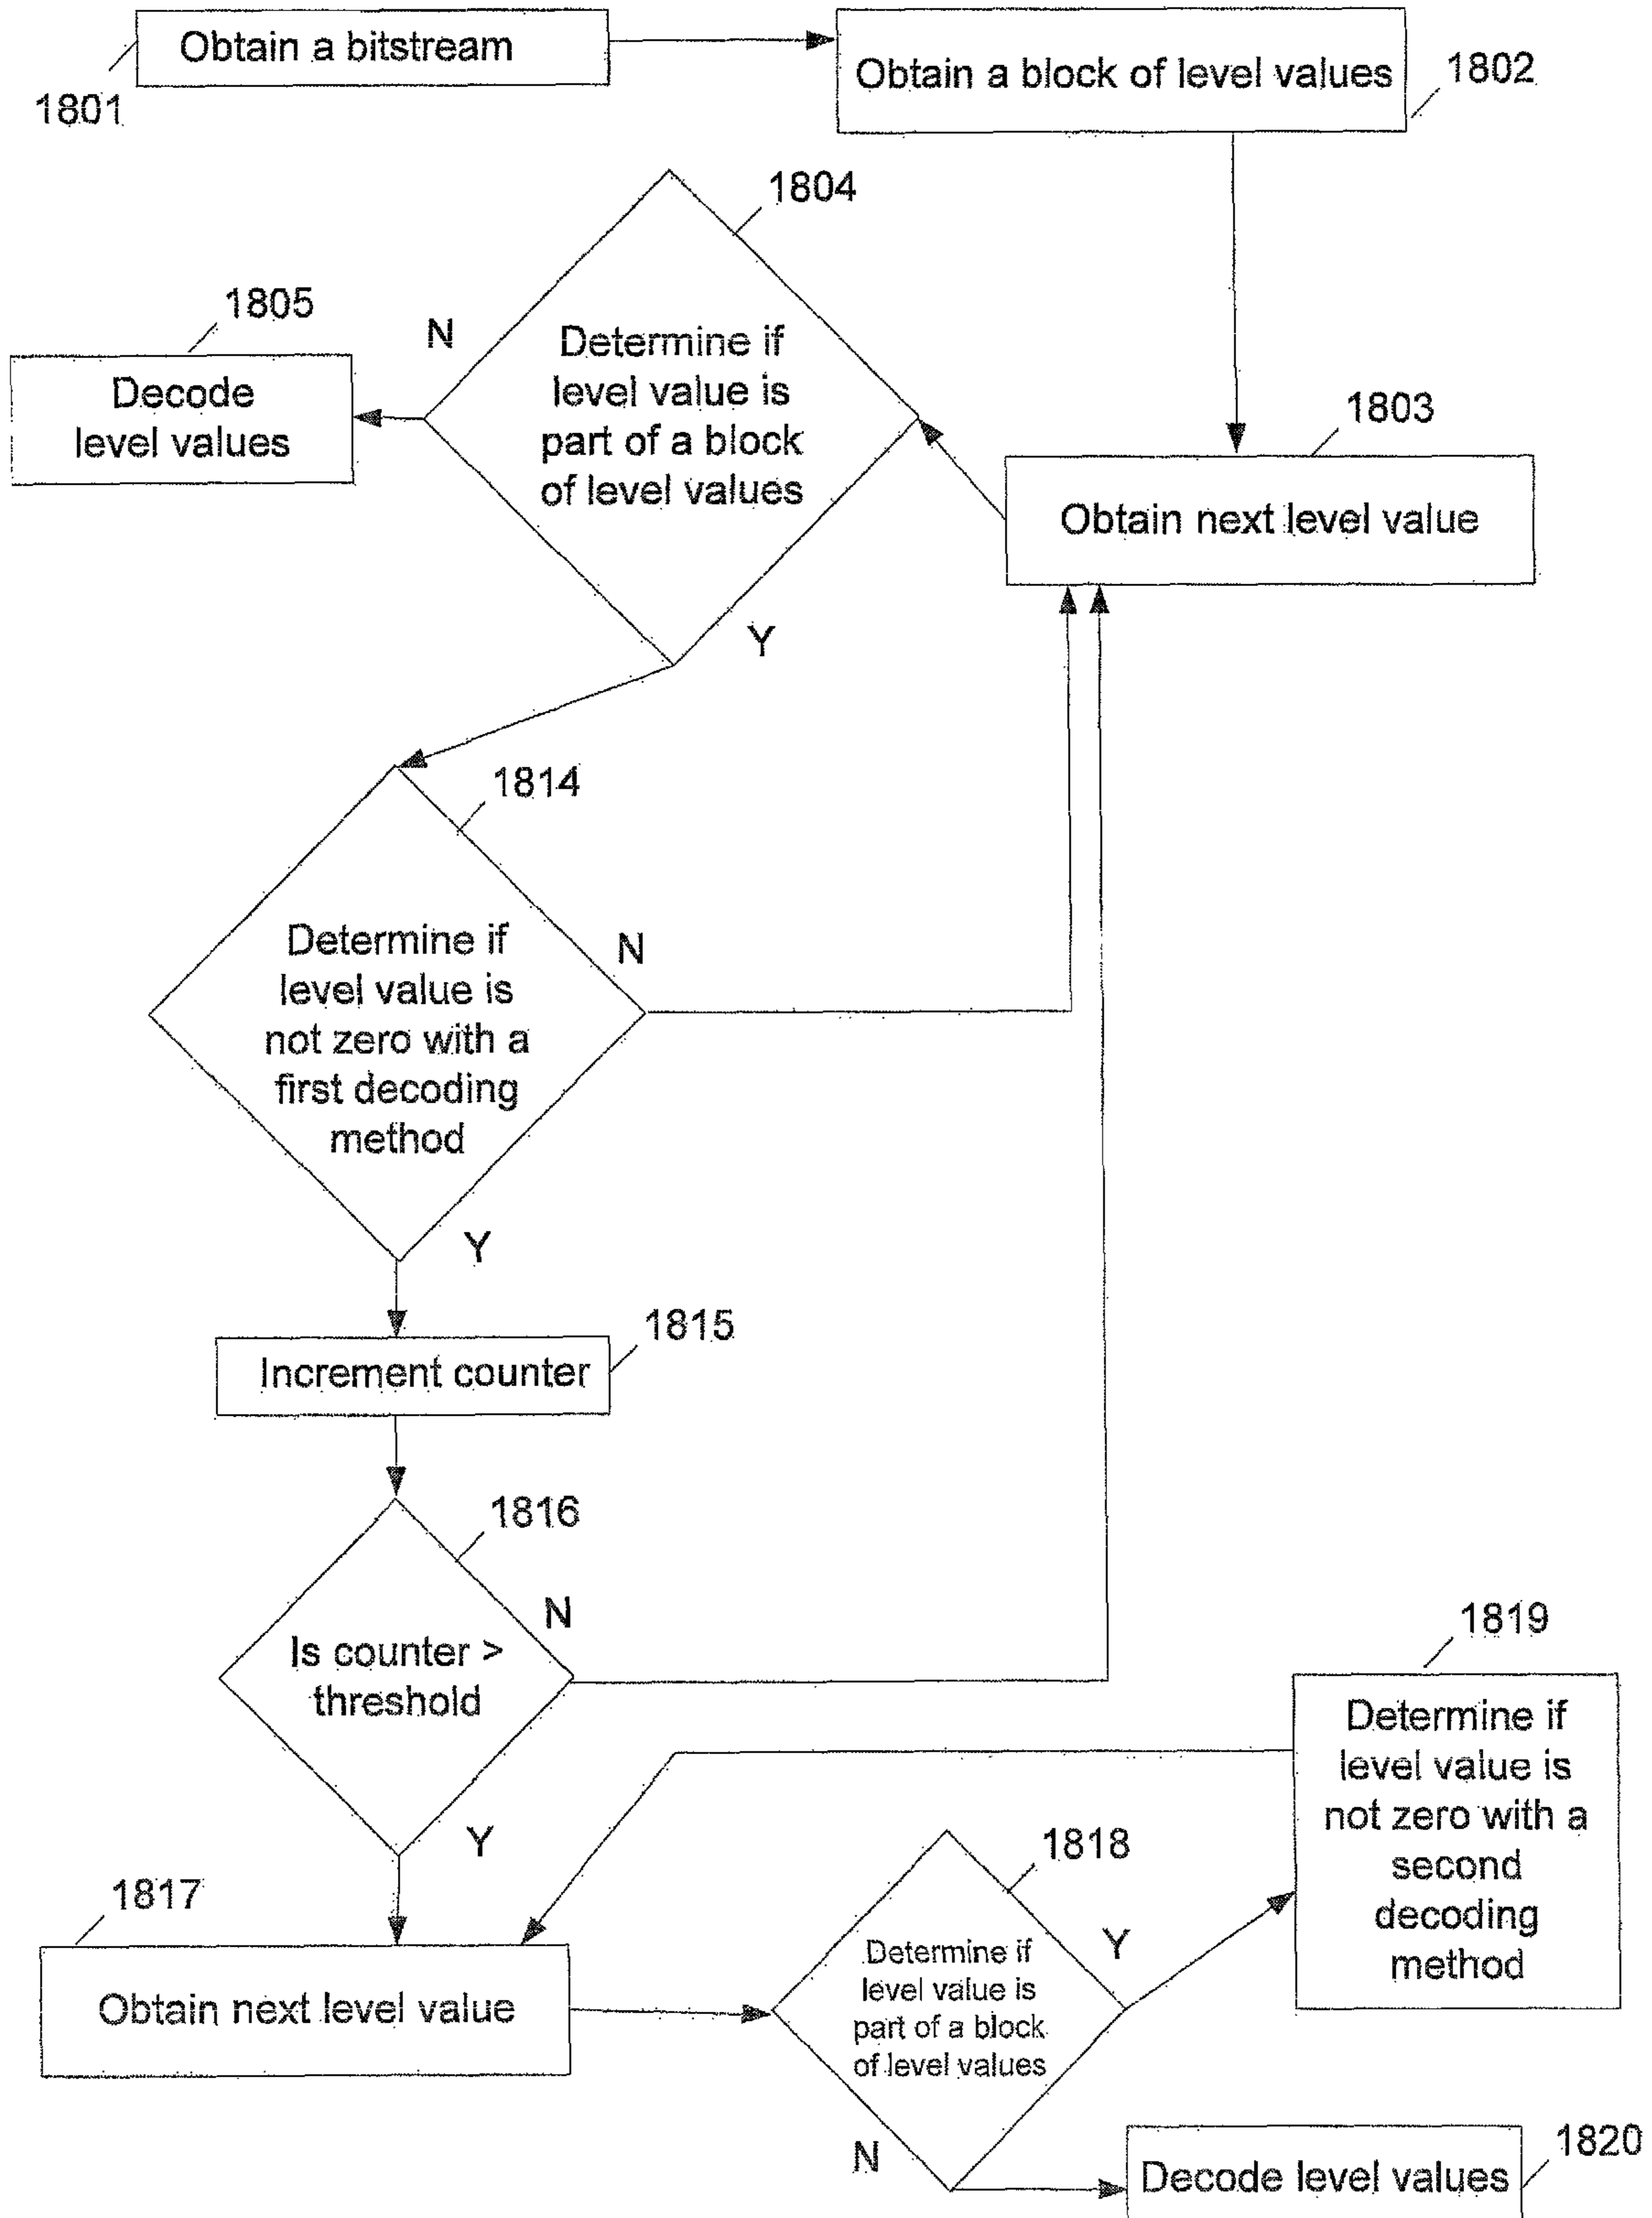 Obtain a bitstream
1801
Obtain a block of level values
1802
1804
Determine if
level value is
part of a block
of level values
N
Y
1805
Decode
level values
1803
Obtain next level value
1814
Determine if
level value is
not zero with a
first decoding
method
N
Y
1815
Increment counter
1816
Is counter >
threshold
N
Y
1819
Determine if
level value is
not zero with a
second
decoding
method
1817
Obtain next level value
1818
Determine if
level value is
part of a block
of level values
Y
N
1820
Decode level values